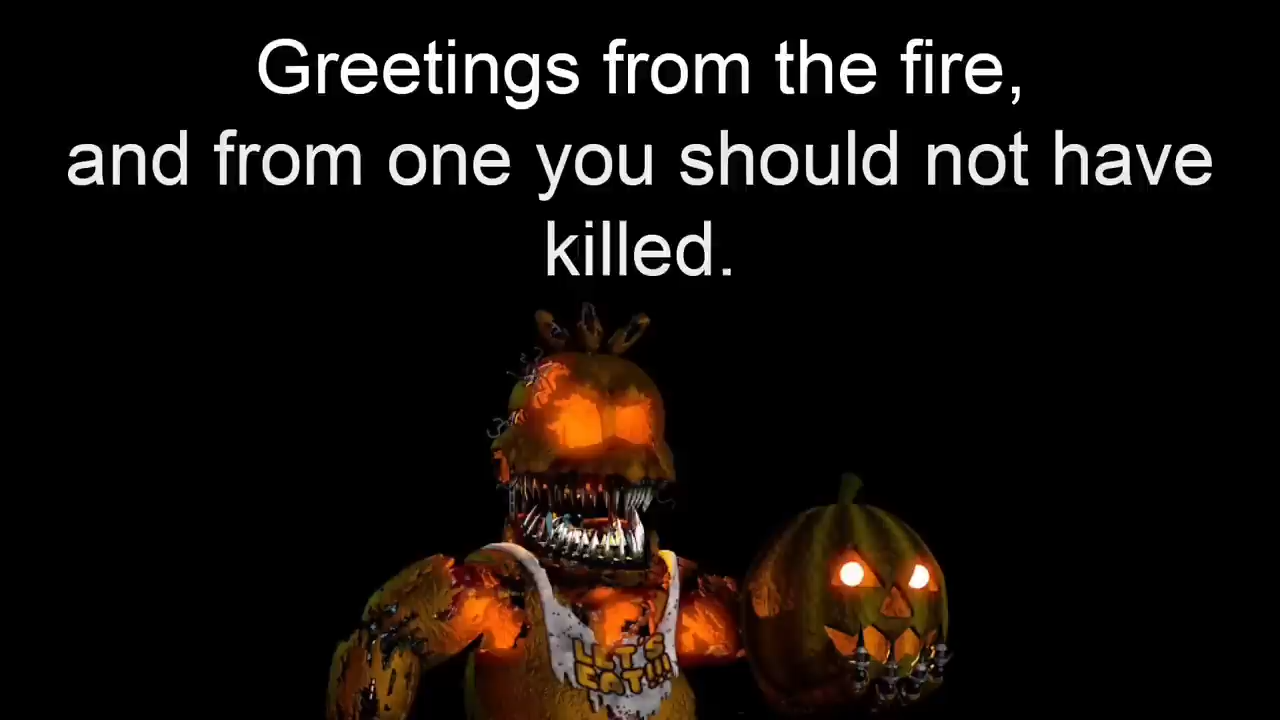 Greetings from the fire,
and from one you should not have
killed.
LET'S
EAT!!!